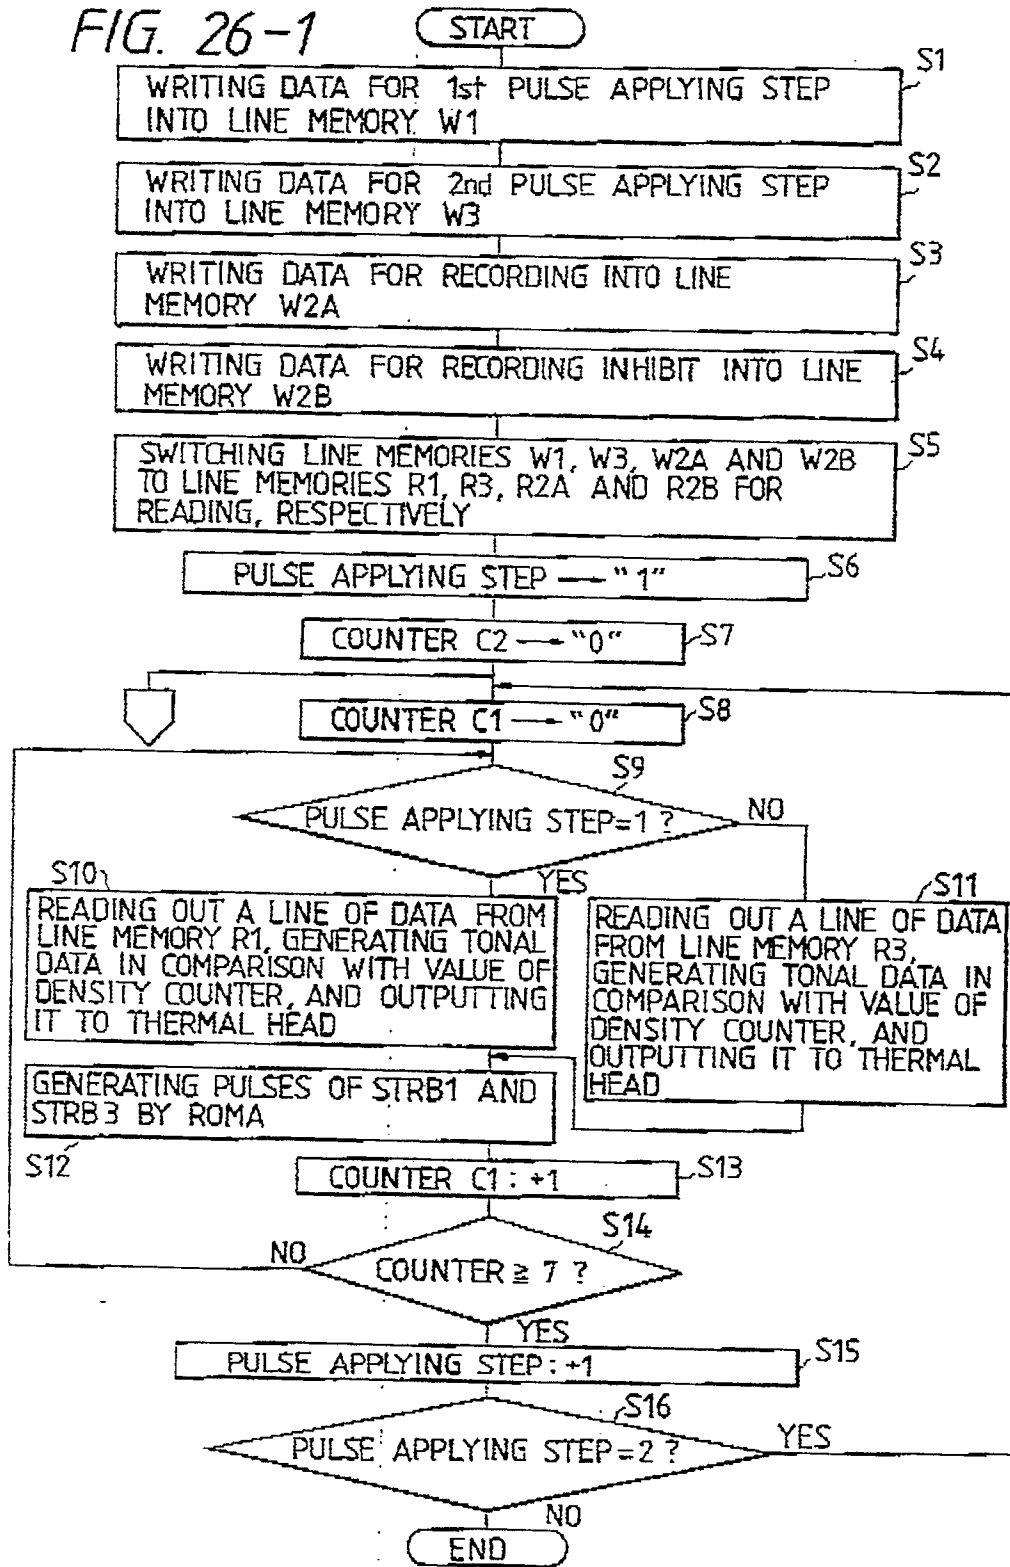 FIG. 26-1
START
S1
WRITING DATA FOR 1st PULSE APPLYING STEP
INTO LINE MEMORY W1
S2
WRITING DATA FOR 2nd PULSE APPLYING STEP
INTO LINE MEMORY W3
S3
WRITING DATA FOR RECORDING INTO LINE
MEMORY W2A
S4
WRITING DATA FOR RECORDING INHIBIT INTO LINE
MEMORY W2B
S5
SWITCHING LINE MEMORIES W1, W3, W2A AND W2B
TO LINE MEMORIES R1, R3, R2A AND R2B FOR
READING, RESPECTIVELY
S6
PULSE APPLYING STEP → "1"
S7
COUNTER C2 → "0"
S8
COUNTER C1 → "0"
S9
PULSE APPLYING STEP=1 ?
NO
YES
S10
READING OUT A LINE OF DATA FROM
LINE MEMORY R1, GENERATING TONAL
DATA IN COMPARISON WITH VALUE OF
DENSITY COUNTER, AND OUTPUTTING
IT TO THERMAL HEAD
S11
READING OUT A LINE OF DATA
FROM LINE MEMORY R3,
GENERATING TONAL DATA IN
COMPARISON WITH VALUE OF
DENSITY COUNTER, AND
OUTPUTTING IT TO THERMAL
HEAD
GENERATING PULSES OF STRB1 AND
STRB3 BY ROMA
S12
S13
COUNTER C1 : +1
S14
NO
COUNTER ≧ 7 ?
YES
S15
PULSE APPLYING STEP : +1
S16
PULSE APPLYING STEP=2 ?
YES
NO
END